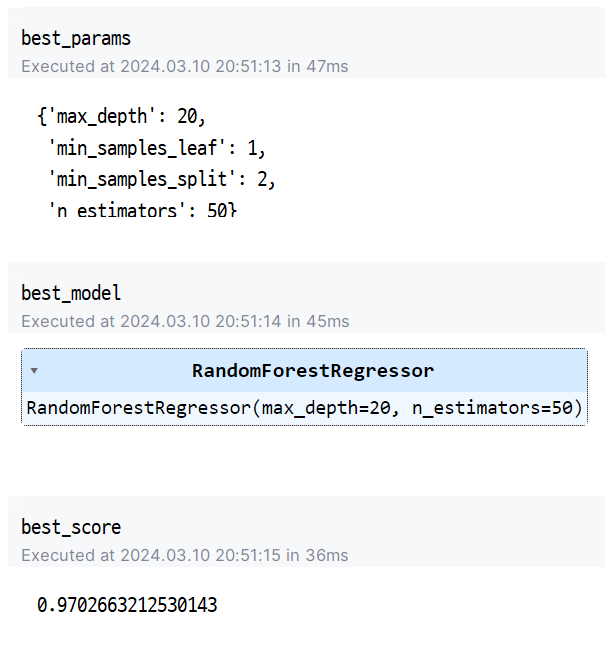 best_params
Executed at 2024.03.10 20:51:13 in 47ms
{'max_depth': 20,
 'min_samples_leaf': 1,
 'min_samples_split': 2,
 'n_estimators': 50}
best_model
Executed at 2024.03.10 20:51:14 in 45ms
RandomForestRegressor
RandomForestRegressor(max_depth=20, n_estimators=50)
best_score
Executed at 2024.03.10 20:51:15 in 36ms
0.9702663212530143